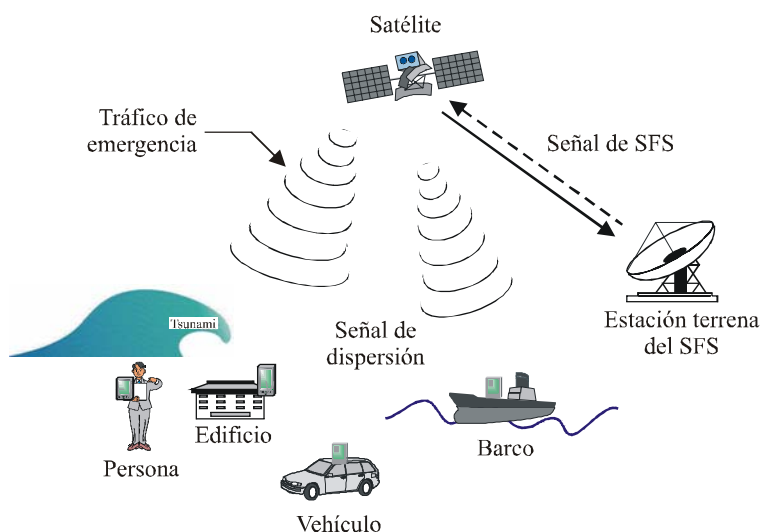 Satélite
Tráfico de
emergencia
Señal de SFS
Tsunami
Señal de
dispersión
Estación terrena
del SFS
Persona
Edificio
Barco
Vehículo